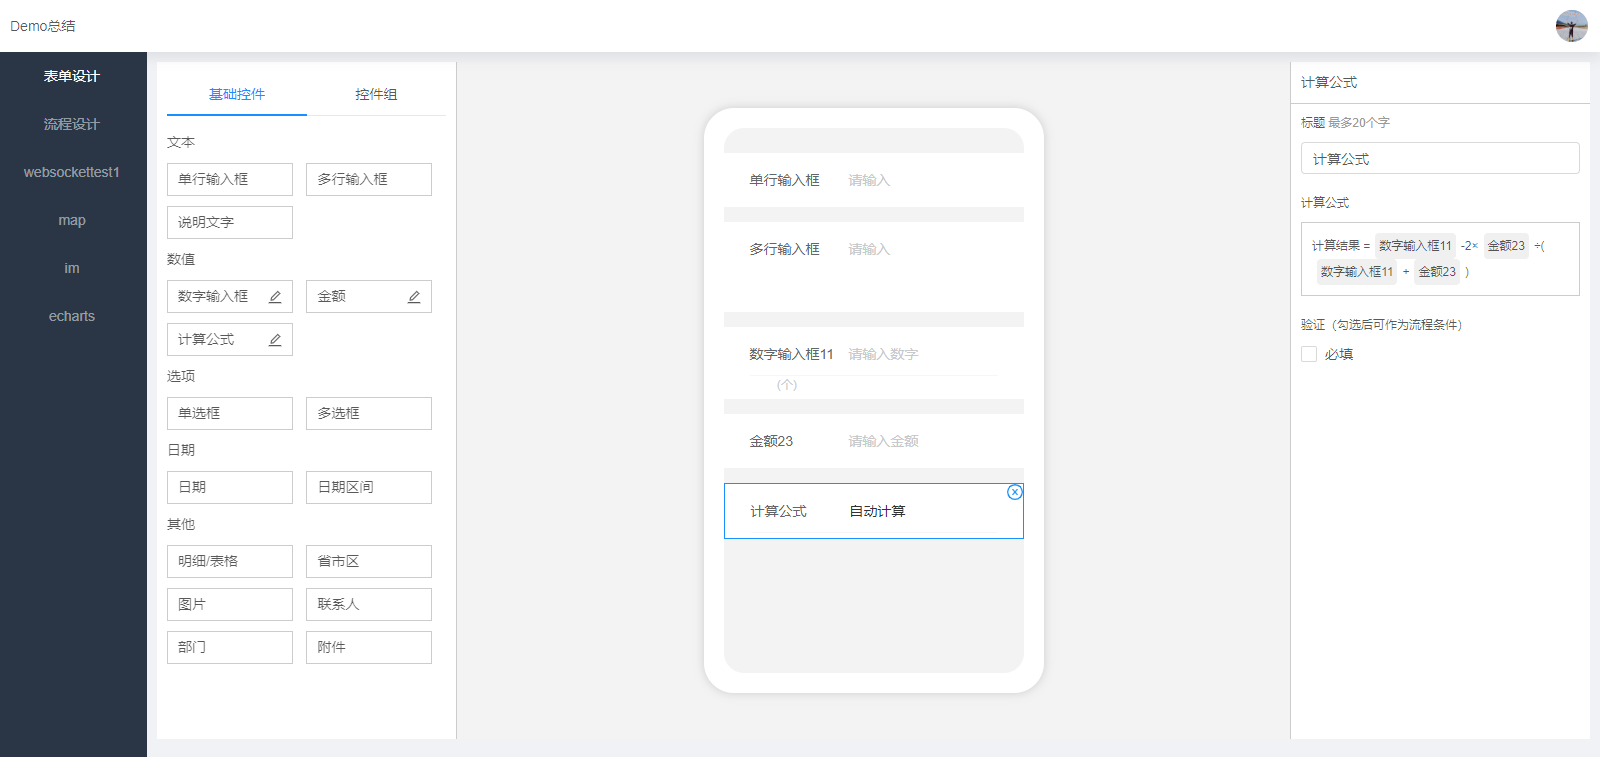 Demo总结
表单设计
流程设计
websockettest1
map
im
echarts
基础控件 控件组
文本
单行输入框 多行输入框
说明文字
数值
数字输入框 金额
计算公式
选项
单选框 多选框
日期
日期 日期区间
其他
明细/表格 省市区
图片 联系人
部门 附件
单行输入框 请输入
多行输入框 请输入
数字输入框11 请输入数字
(个)
金额23 请输入金额
计算公式 自动计算
计算公式
标题 最多20个字
计算公式
计算公式
计算结果 = 数字输入框11 -2× 金额23 ÷(
数字输入框11 + 金额23 )
验证（勾选后可作为流程条件）
必填